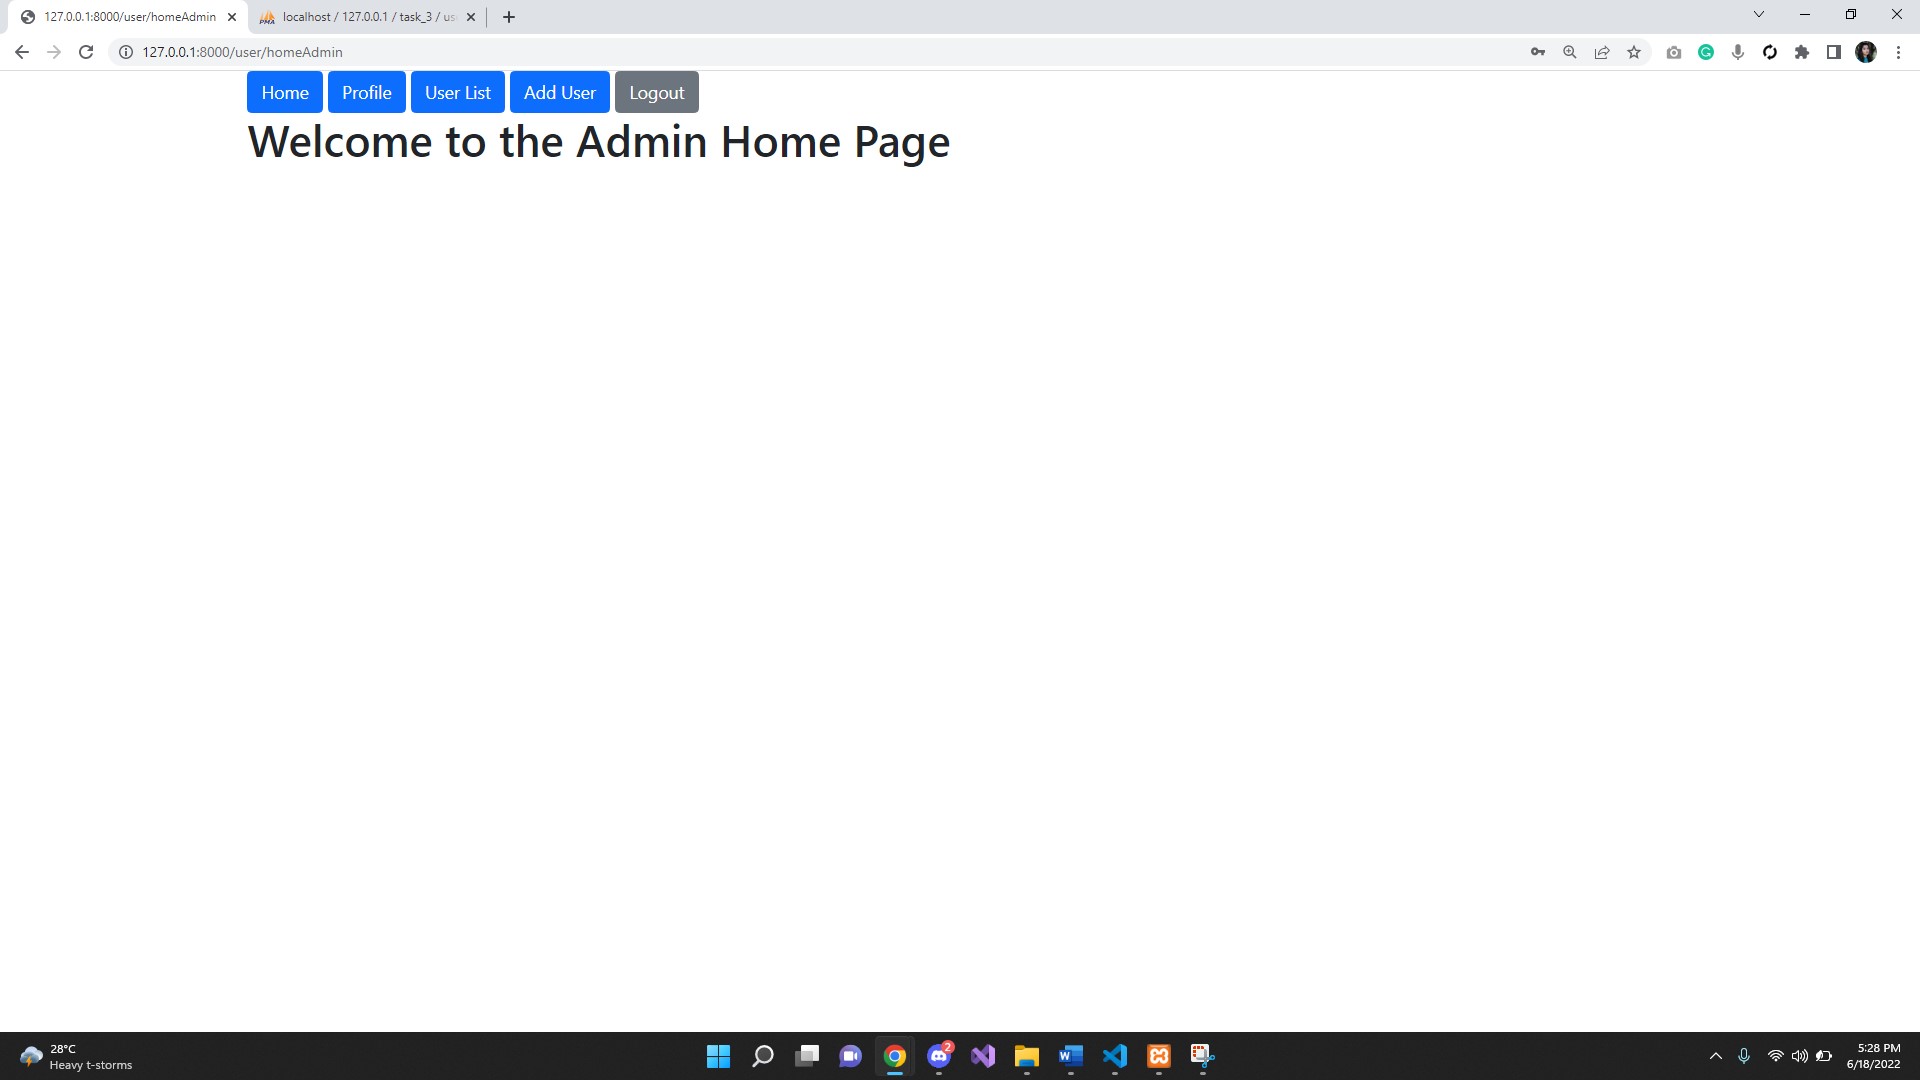 127.0.0.1:8000/user/homeAdmin
PMA
localhost / 127.0.0.1 / task_3 / us
127.0.0.1:8000/user/homeAdmin
Home
Profile
User List
Add User
Logout
Welcome to the Admin Home Page
28°C
Heavy t-storms
2
5:28 PM
6/18/2022